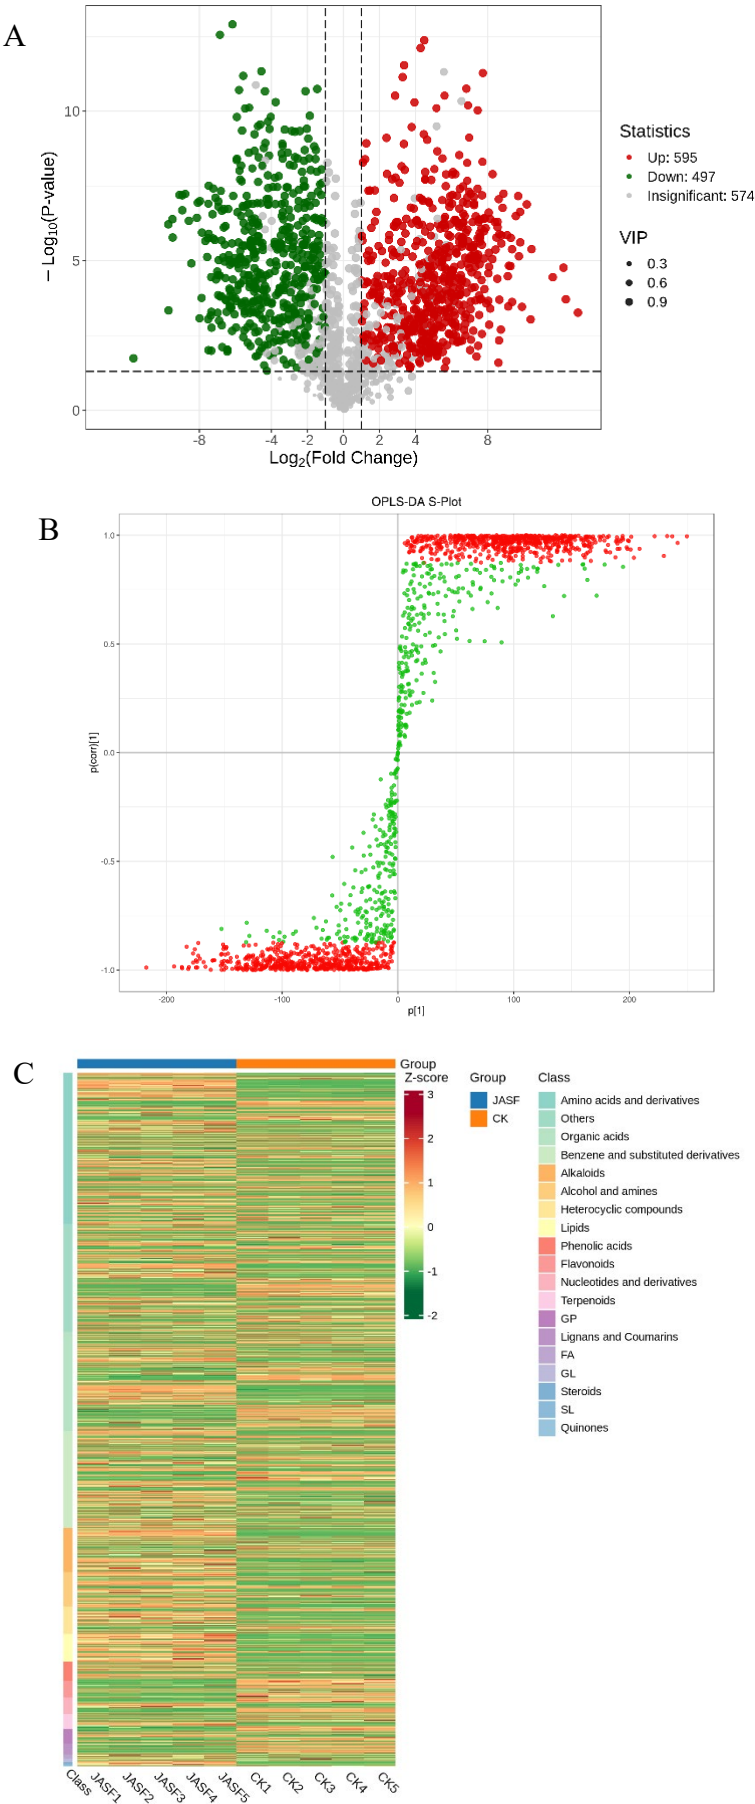 A
10
5
0
− Log10(P-value)
-8
-4
-2
0
2
4
8
Log2(Fold Change)
Statistics
Up: 595
Down: 497
Insignificant: 574
VIP
0.3
0.6
0.9
B
OPLS-DA S-Plot
1.0
0.5
0.0
-0.5
-1.0
p(corr)[1]
-200
-100
0
100
200
p[1]
C
Group
Z-score
3
2
1
0
-1
-2
Group
JASF
CK
Class
Amino acids and derivatives
Others
Organic acids
Benzene and substituted derivatives
Alkaloids
Alcohol and amines
Heterocyclic compounds
Lipids
Phenolic acids
Flavonoids
Nucleotides and derivatives
Terpenoids
GP
Lignans and Coumarins
FA
GL
Steroids
SL
Quinones
Class
JASF1
JASF2
JASF3
JASF4
JASF5
CK1
CK2
CK3
CK4
CK5